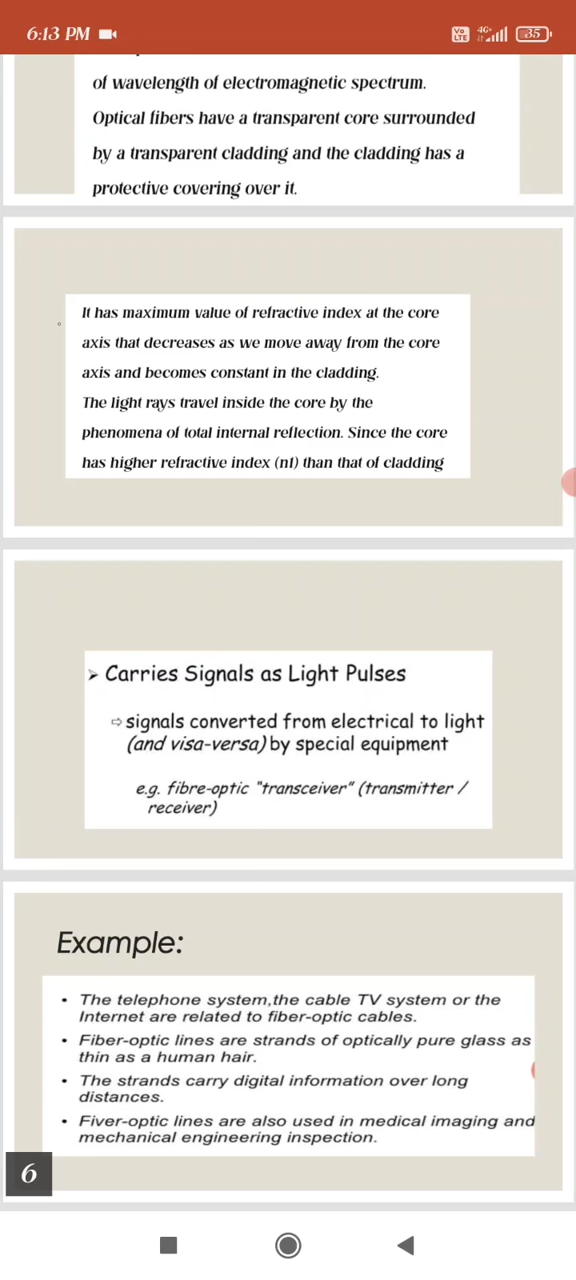 6:13 PM
Vo LTE 4G+ 35
of wavelength of electromagnetic spectrum.
Optical fibers have a transparent core surrounded
by a transparent cladding and the cladding has a
protective covering over it.
It has maximum value of refractive index at the core
axis that decreases as we move away from the core
axis and becomes constant in the cladding.
The light rays travel inside the core by the
phenomena of total internal reflection. Since the core
has higher refractive index (n1) than that of cladding
➢ Carries Signals as Light Pulses
⇨ signals converted from electrical to light
(and visa-versa) by special equipment
e.g. fibre-optic "transceiver" (transmitter /
receiver)
Example:
• The telephone system,the cable TV system or the
Internet are related to fiber-optic cables.
• Fiber-optic lines are strands of optically pure glass as
thin as a human hair.
• The strands carry digital information over long
distances.
• Fiver-optic lines are also used in medical imaging and
mechanical engineering inspection.
6